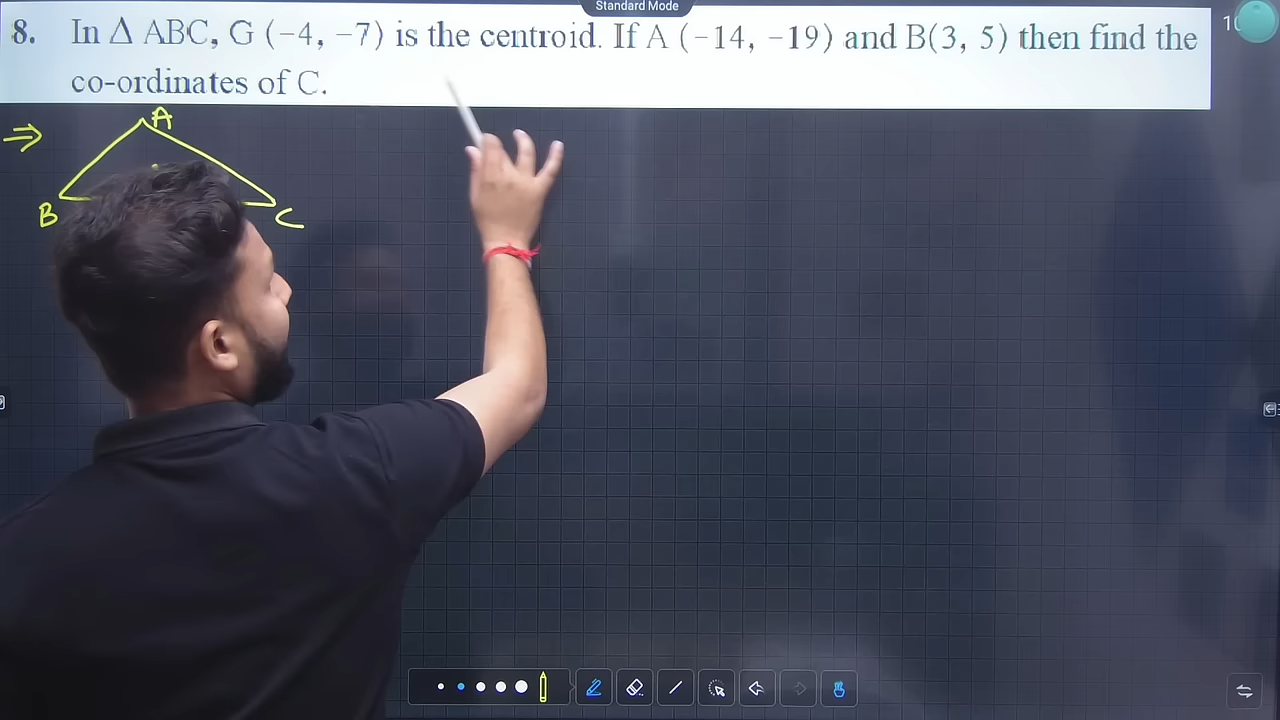 Standard Mode
8. In Δ ABC, G (−4, −7) is the centroid. If A (−14, −19) and B(3, 5) then find the
co-ordinates of C.
⇒
A
B
C